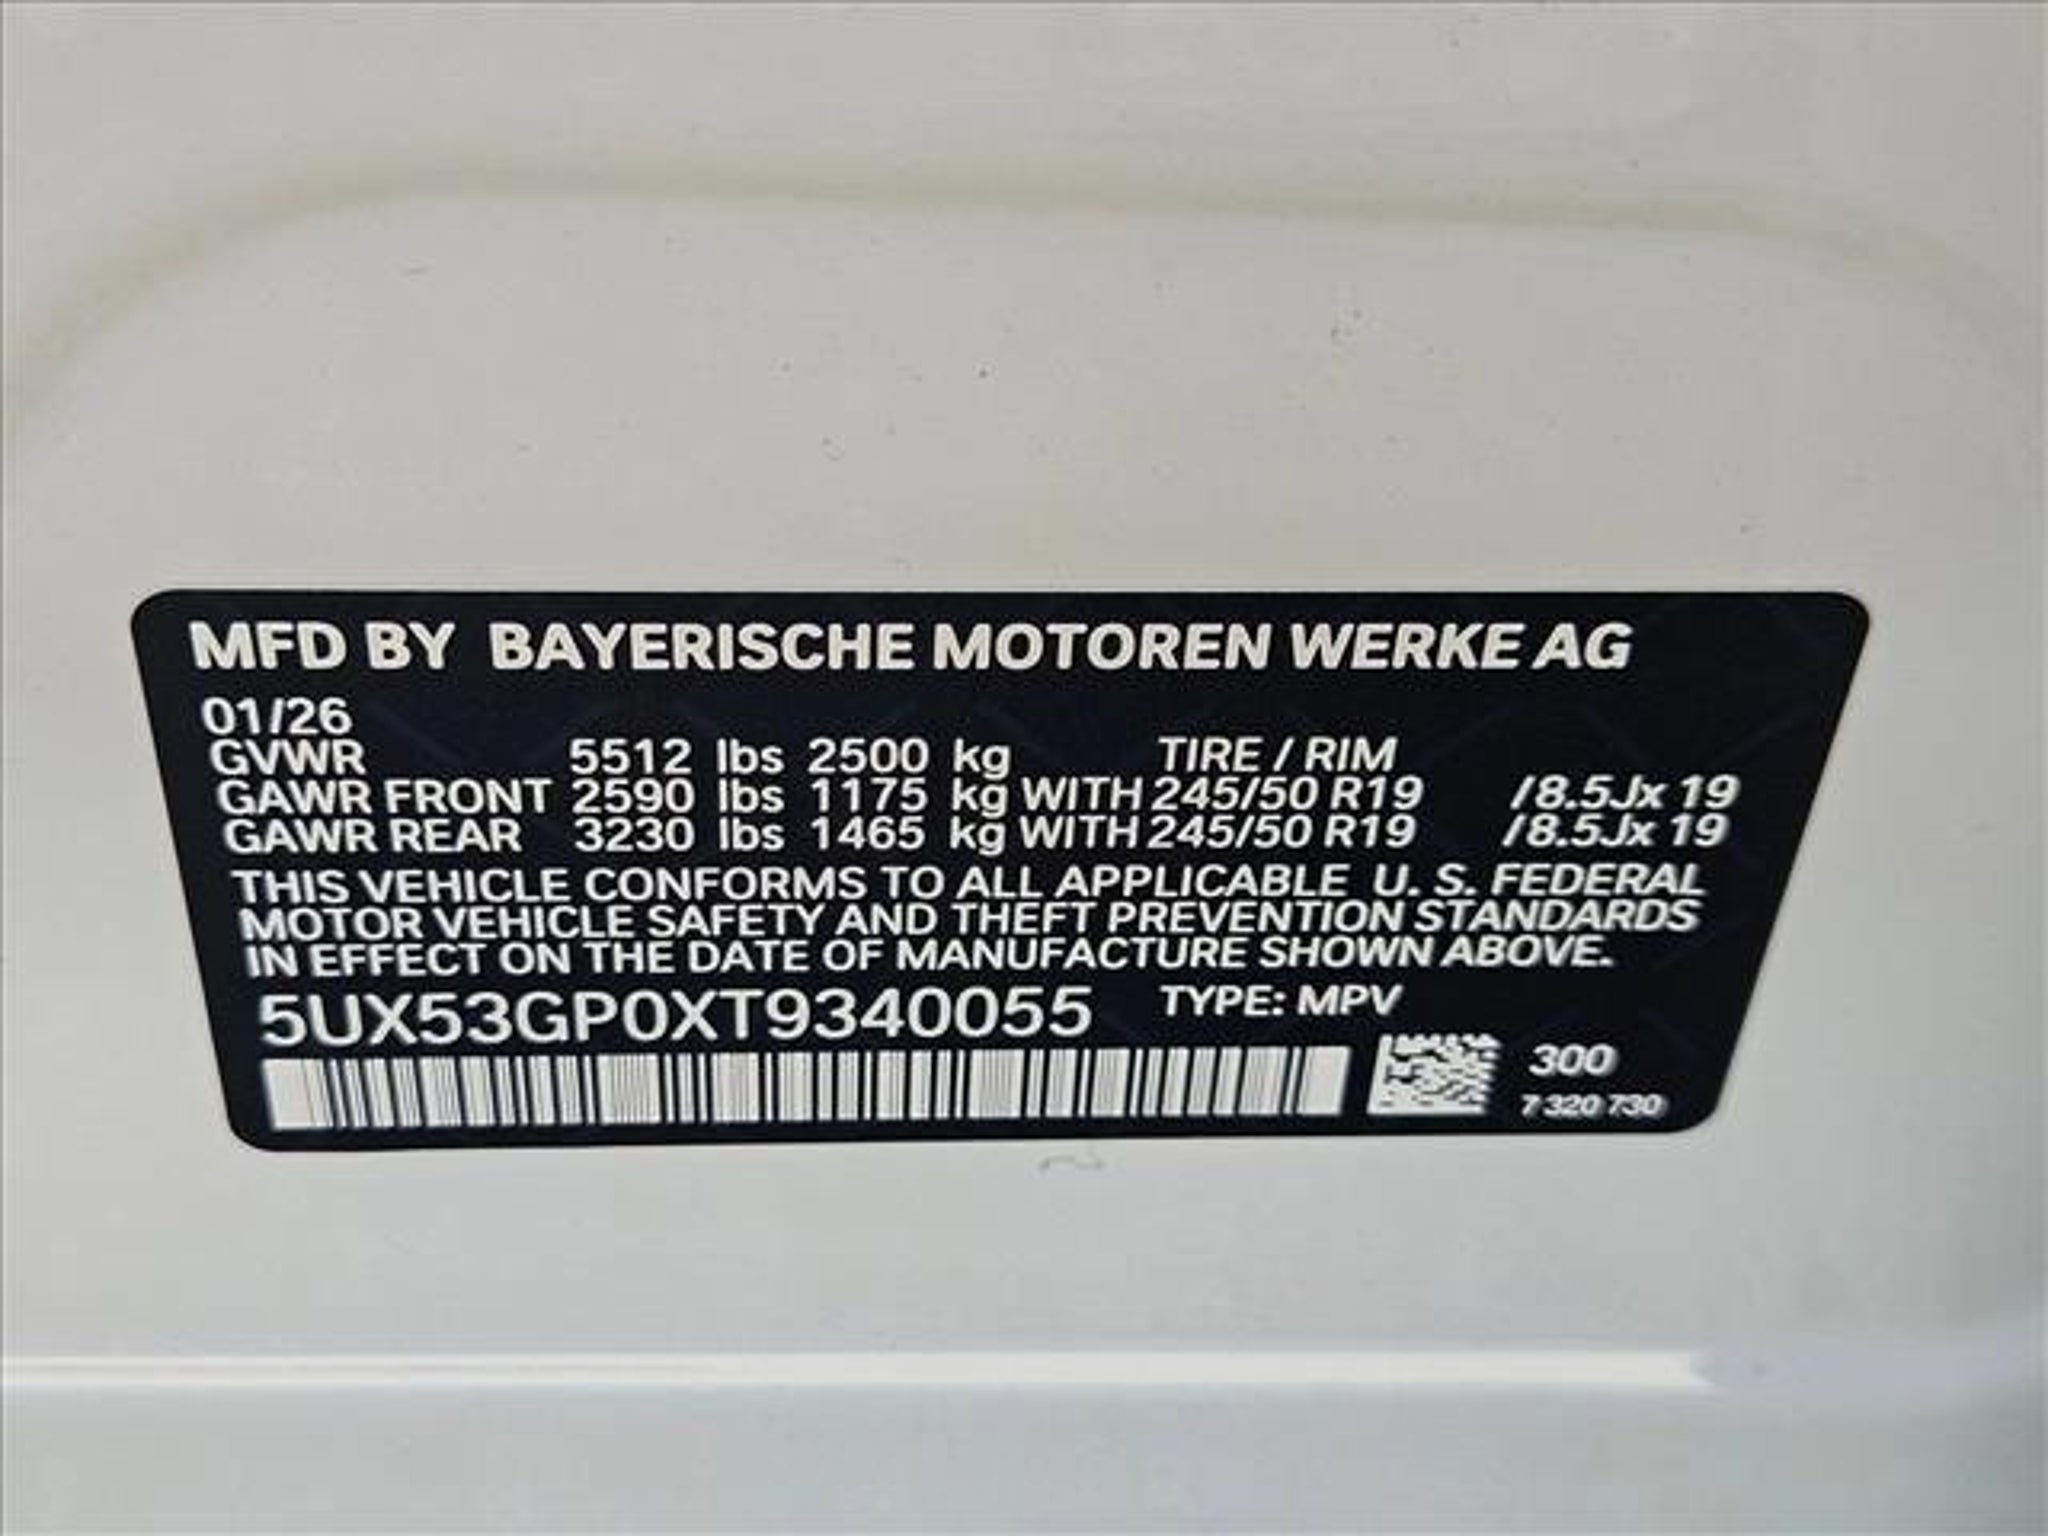 MFD BY BAYERISCHE MOTOREN WERKE AG
01/26
GVWR 5512 lbs 2500 kg TIRE / RIM
GAWR FRONT 2590 lbs 1175 kg WITH 245/50 R19 /8.5Jx 19
GAWR REAR 3230 lbs 1465 kg WITH 245/50 R19 /8.5Jx 19
THIS VEHICLE CONFORMS TO ALL APPLICABLE U. S. FEDERAL
MOTOR VEHICLE SAFETY AND THEFT PREVENTION STANDARDS
IN EFFECT ON THE DATE OF MANUFACTURE SHOWN ABOVE.
5UX53GP0XT9340055 TYPE: MPV
300
7 320 730